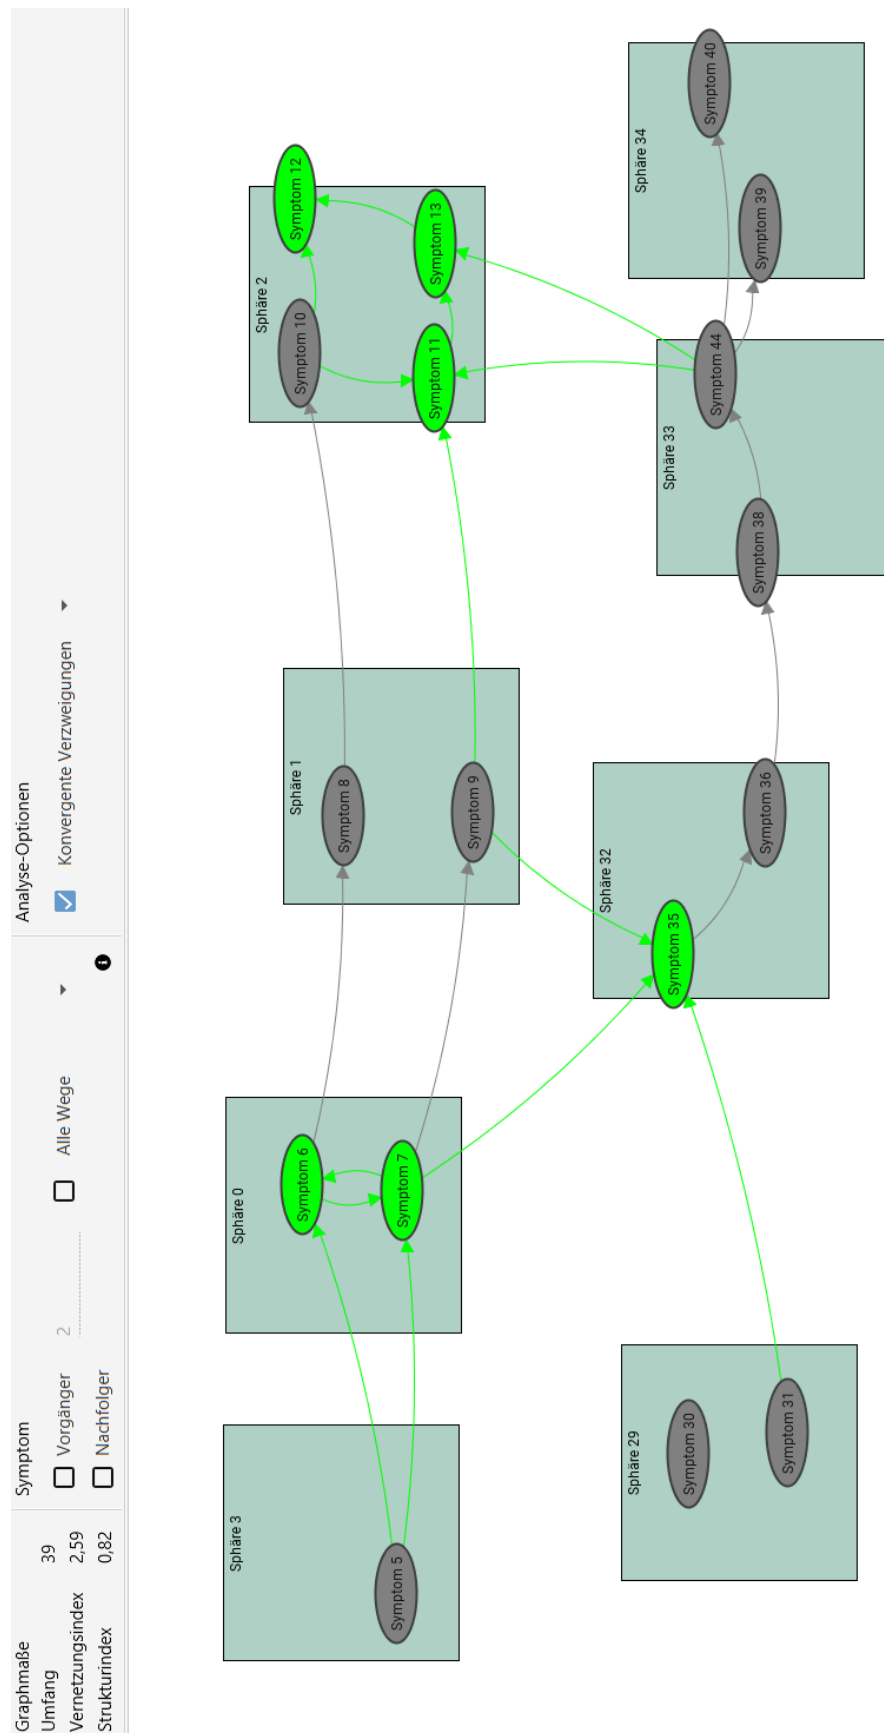 Graphmaße
Umfang 39
Vernetzungsindex 2,59
Strukturindex 0,82
Symptom
Vorgänger 2 Alle Wege
Nachfolger
Analyse-Optionen
Konvergente Verzweigungen
Sphäre 3
Symptom 5
Sphäre 0
Symptom 6
Symptom 7
Sphäre 1
Symptom 8
Symptom 9
Sphäre 2
Symptom 10
Symptom 12
Symptom 11
Symptom 13
Sphäre 29
Symptom 30
Symptom 31
Sphäre 32
Symptom 35
Symptom 36
Sphäre 33
Symptom 38
Symptom 44
Sphäre 34
Symptom 39
Symptom 40